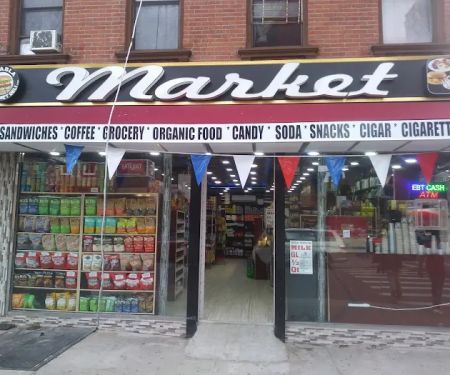 Market
SANDWICHES * COFFEE * GROCERY * ORGANIC FOOD * CANDY * SODA * SNACKS * CIGAR * CIGARETT
EBT CASH
ATM
MILK